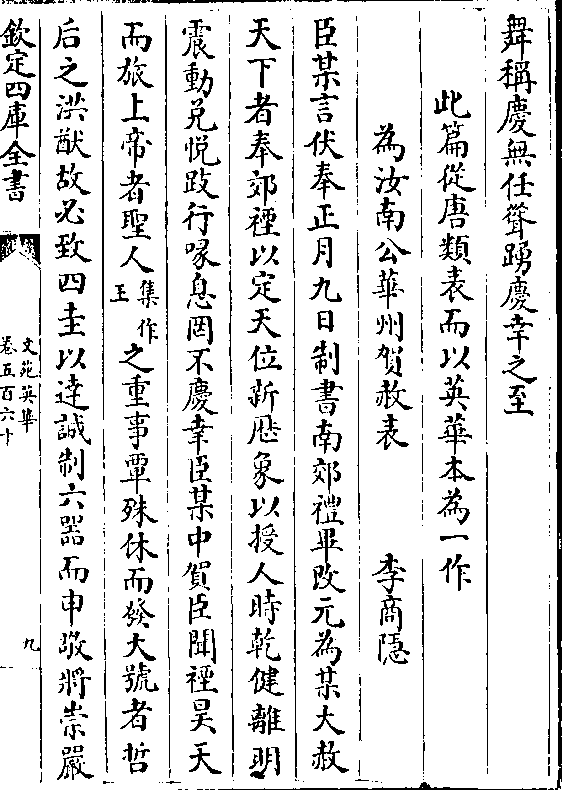 舞稱慶無任聳踴慶幸之至
此篇從唐類表而以英華本為一作
為汝南公華州賀赦表 李商隱
臣某言伏奉正月九日制書南郊禮畢改元為某大赦
天下者奉郊禋以定天位新厯象以授人時乾健離明
震動兌悅跂行喙息罔不慶幸臣某中賀臣聞禋昊天
而旅上帝者聖人集作王之重事覃殊休而發大號者哲
后之洪猷故必致四圭以達誠制六器而申敬將崇嚴
欽定四庫全書
文苑英華
卷五百六十
九